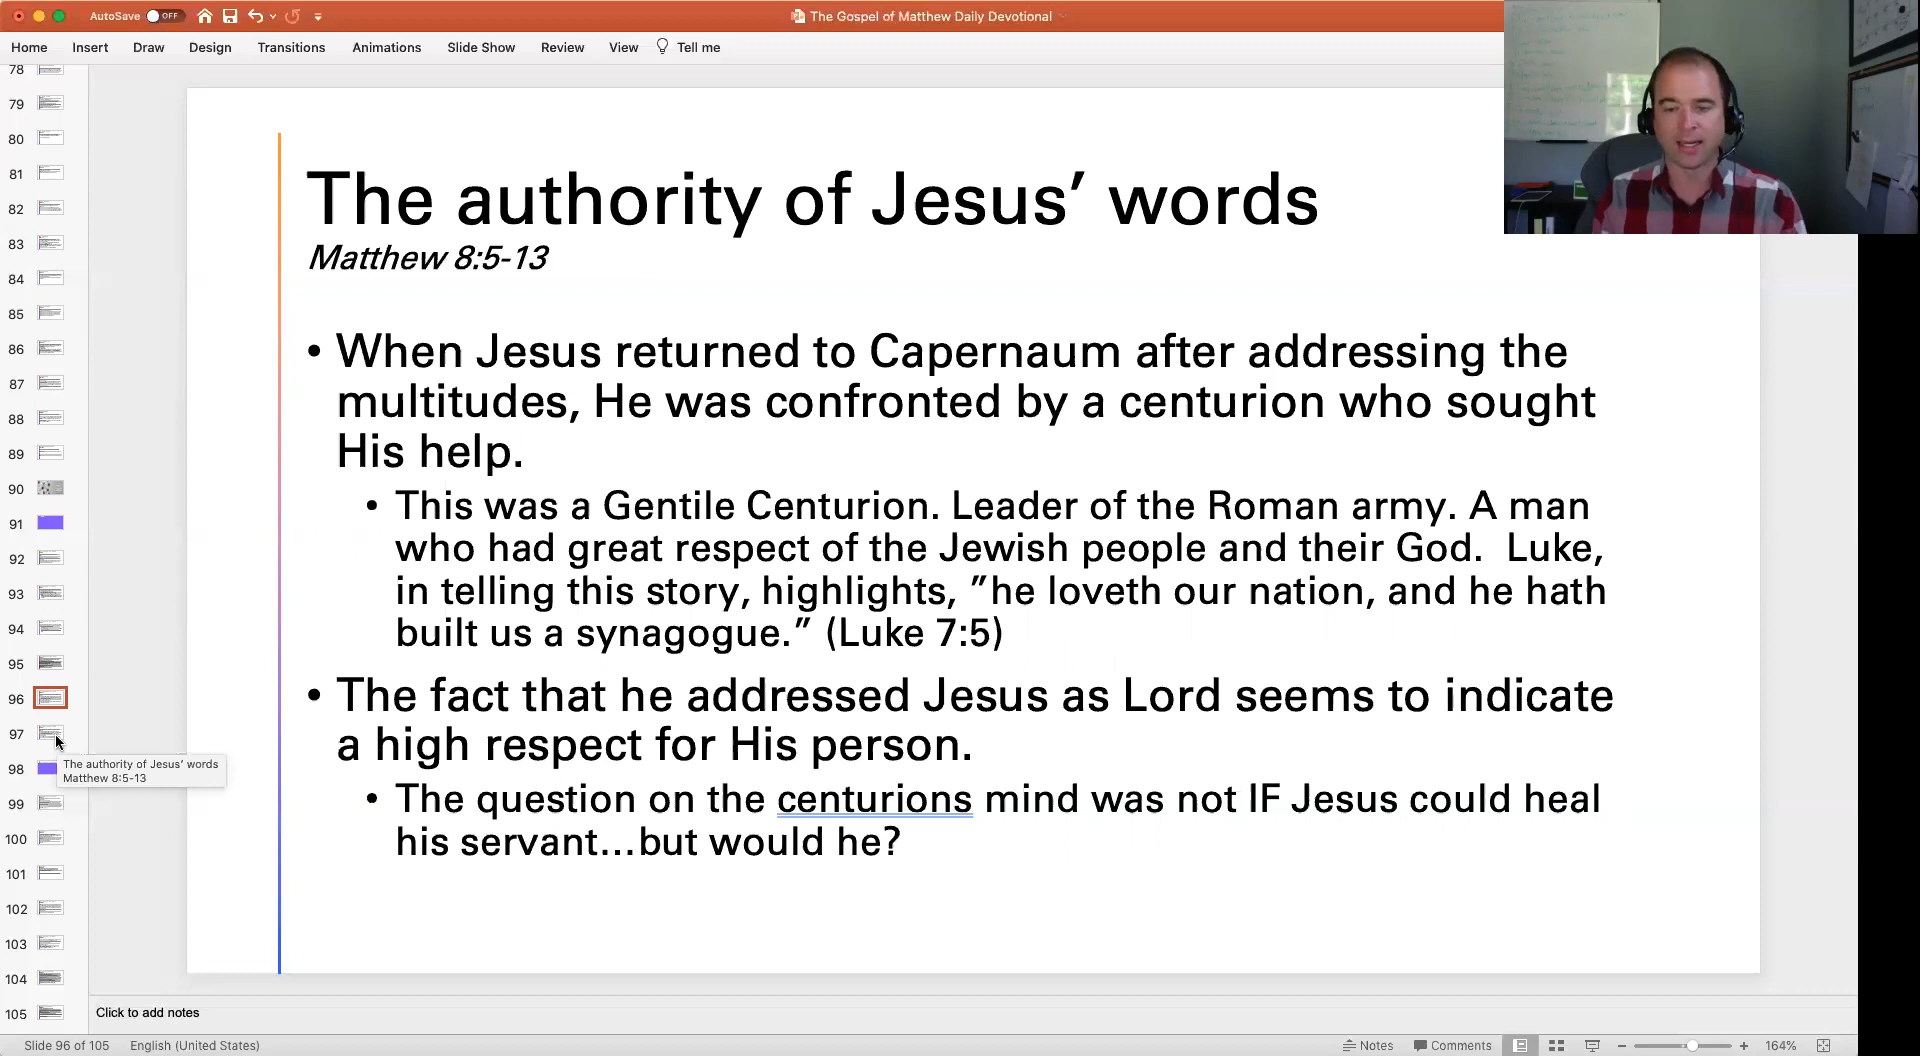 AutoSave OFF
The Gospel of Matthew Daily Devotional
Home Insert Draw Design Transitions Animations Slide Show Review View Tell me
78
79
80
81
82
83
84
85
86
87
88
89
90
91
92
93
94
95
96
97
98
99
100
101
102
103
104
105
The authority of Jesus’ words
Matthew 8:5-13
The authority of Jesus’ words
Matthew 8:5-13
• When Jesus returned to Capernaum after addressing the
multitudes, He was confronted by a centurion who sought
His help.
• This was a Gentile Centurion. Leader of the Roman army. A man
who had great respect of the Jewish people and their God.  Luke,
in telling this story, highlights, ”he loveth our nation, and he hath
built us a synagogue.” (Luke 7:5)
• The fact that he addressed Jesus as Lord seems to indicate
a high respect for His person.
• The question on the centurions mind was not IF Jesus could heal
his servant...but would he?
Click to add notes
Slide 96 of 105 English (United States) Notes Comments 164%